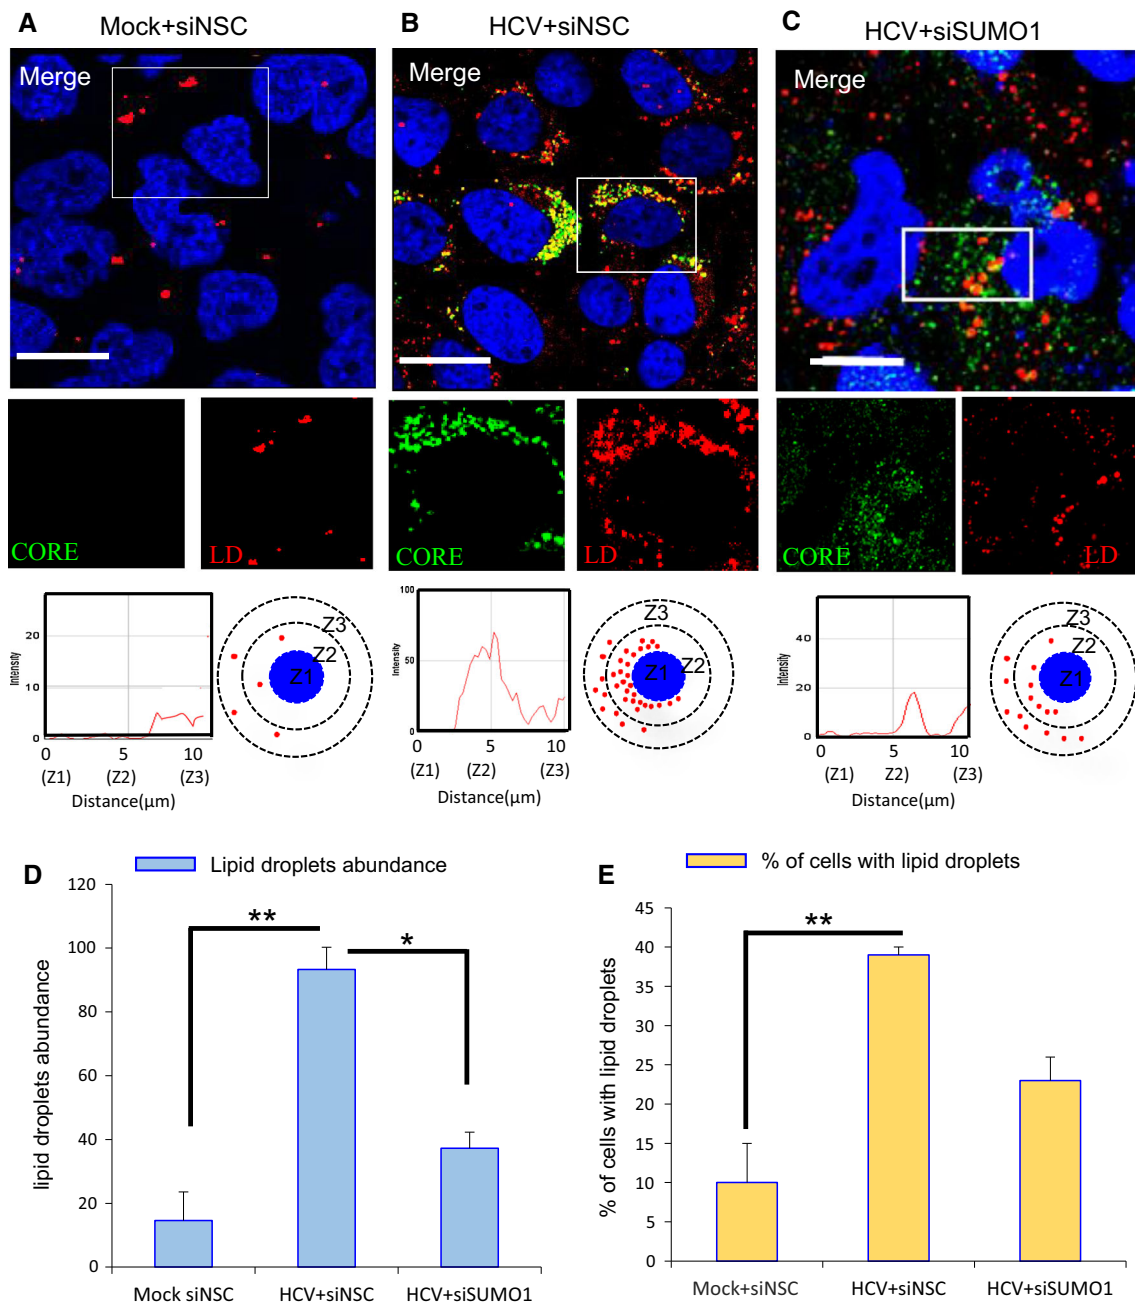 A Mock+siNSC
B HCV+siNSC
C HCV+siSUMO1
Merge
Merge
Merge
CORE
LD
CORE
LD
CORE
LD
Intensity
20
10
0
0
5
10
(Z1)
(Z2)
(Z3)
Distance(µm)
Z3
Z2
Z1
Intensity
100
50
0
0
5
10
(Z1)
(Z2)
(Z3)
Distance(µm)
Z3
Z1
Z2
Intensity
40
20
0
0
5
10
(Z1)
Z2)
(Z3)
Distance(µm)
Z3
Z2
Z1
D
Lipid droplets abundance
lipid droplets abundance
120
100
80
60
40
20
0
**
*
Mock siNSC
HCV+siNSC
HCV+siSUMO1
E
% of cells with lipid droplets
% of cells with lipid droplets
45
40
35
30
25
20
15
10
5
0
**
Mock+siNSC
HCV+siNSC
HCV+siSUMO1